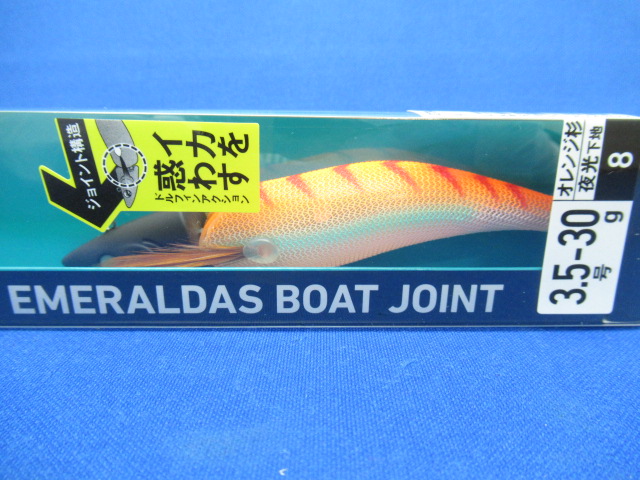 ジョイント構造
イカを
惑わす
ドルフィンアクション
EMERALDAS BOAT JOINT
オレンジ杉
夜光下地
3.5-30g
号
8